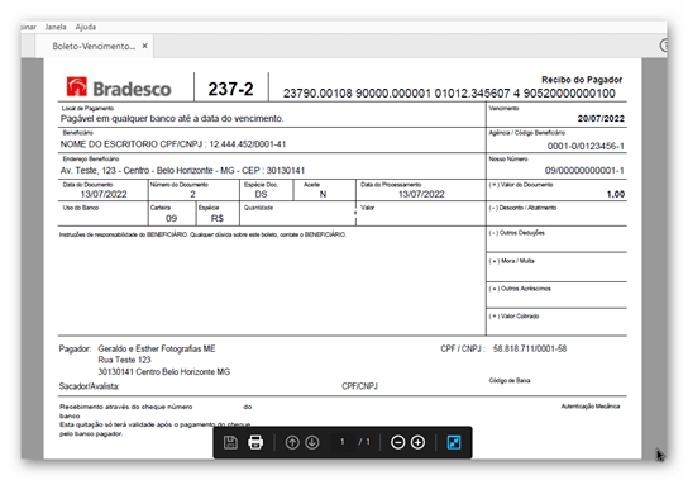 Janela Ajuda
Boleto-Vencimento... ×
Bradesco 237-2 23790.00108 90000.000001 01012.345607 4 90520000000100
Recibo do Pagador
Local de Pagamento
Pagável em qualquer banco até a data do vencimento.
Vencimento
20/07/2022
Beneficiário
NOME DO ESCRITORIO CPF/CNPJ : 12.444.452/0001-41
Agência / Código Beneficiário
0001-0/0123456-1
Endereço Beneficiário
Av. Teste, 123 - Centro - Belo Horizonte - MG - CEP : 30130141
Nosso Número
09/00000000001-1
Data do Documento Número do Documento Espécie Doc. Aceite Data do Processamento (=) Valor do Documento
13/07/2022 2 DS N 13/07/2022 1,00
Uso do Banco Carteira Espécie Quantidade Valor (-) Desconto / Abatimento
09 R$
Instruções de responsabilidade do BENEFICIÁRIO. Qualquer dúvida sobre este boleto, contate o BENEFICIÁRIO.
(-) Outras Deduções
(+) Mora / Multa
(+) Outros Acréscimos
(=) Valor Cobrado
Pagador: Geraldo e Esther Fotografias ME CPF / CNPJ : 58.818.711/0001-58
Rua Teste 123
30130141 Centro Belo Horizonte MG
Sacador/Avalista: CPF/CNPJ Código de Baixa
Recebimento através do cheque número do
banco
Autenticação Mecânica
Esta quitação só terá validade após o pagamento do cheque
pelo banco pagador.
1 / 1